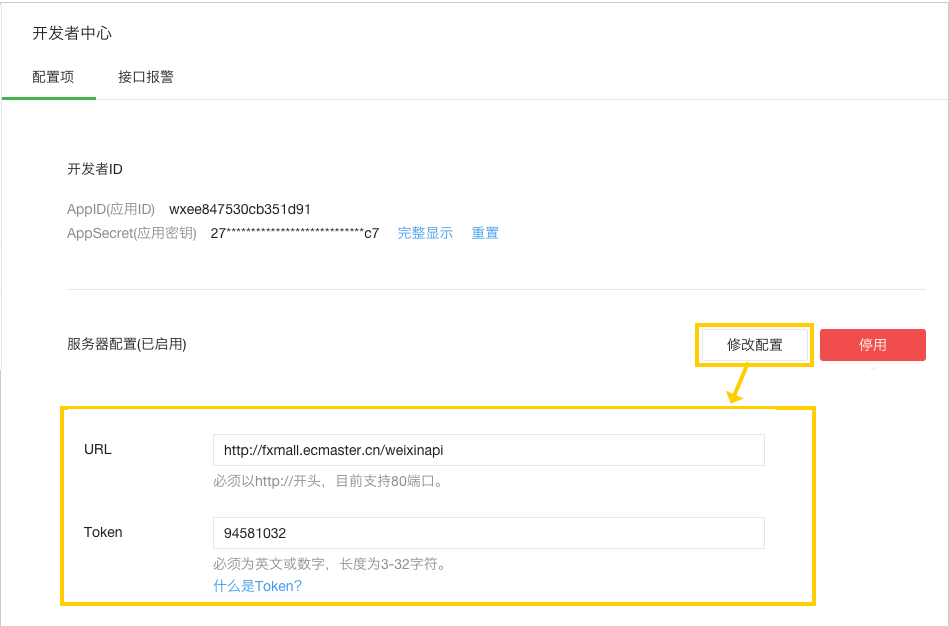 开发者中心
配置项 接口报警
开发者ID
AppID(应用ID) wxee847530cb351d91
AppSecret(应用密钥) 27****************************c7 完整显示 重置
服务器配置(已启用) 修改配置 停用
URL http://fxmall.ecmaster.cn/weixinapi
必须以http://开头，目前支持80端口。
Token 94581032
必须为英文或数字，长度为3-32字符。
什么是Token?